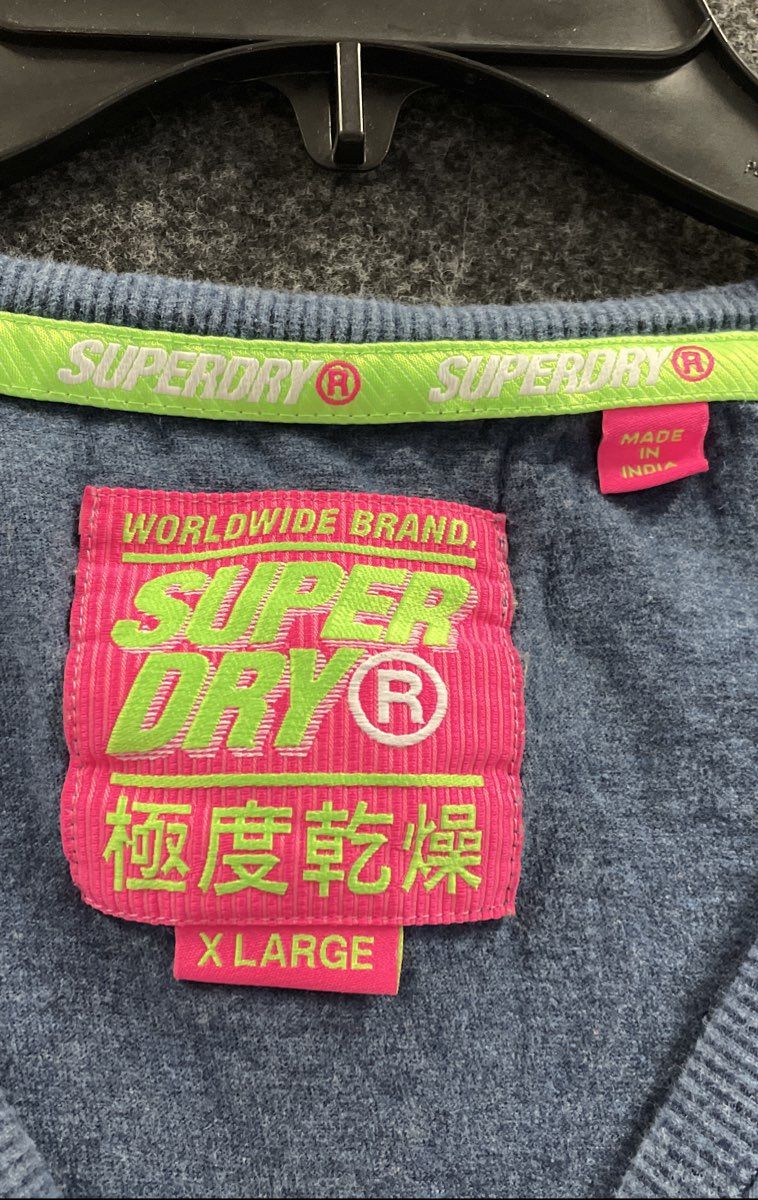 SUPERDRY® SUPERDRY®
MADE
IN
INDIA
WORLDWIDE BRAND.
SUPER
DRY®
極度乾燥
X LARGE